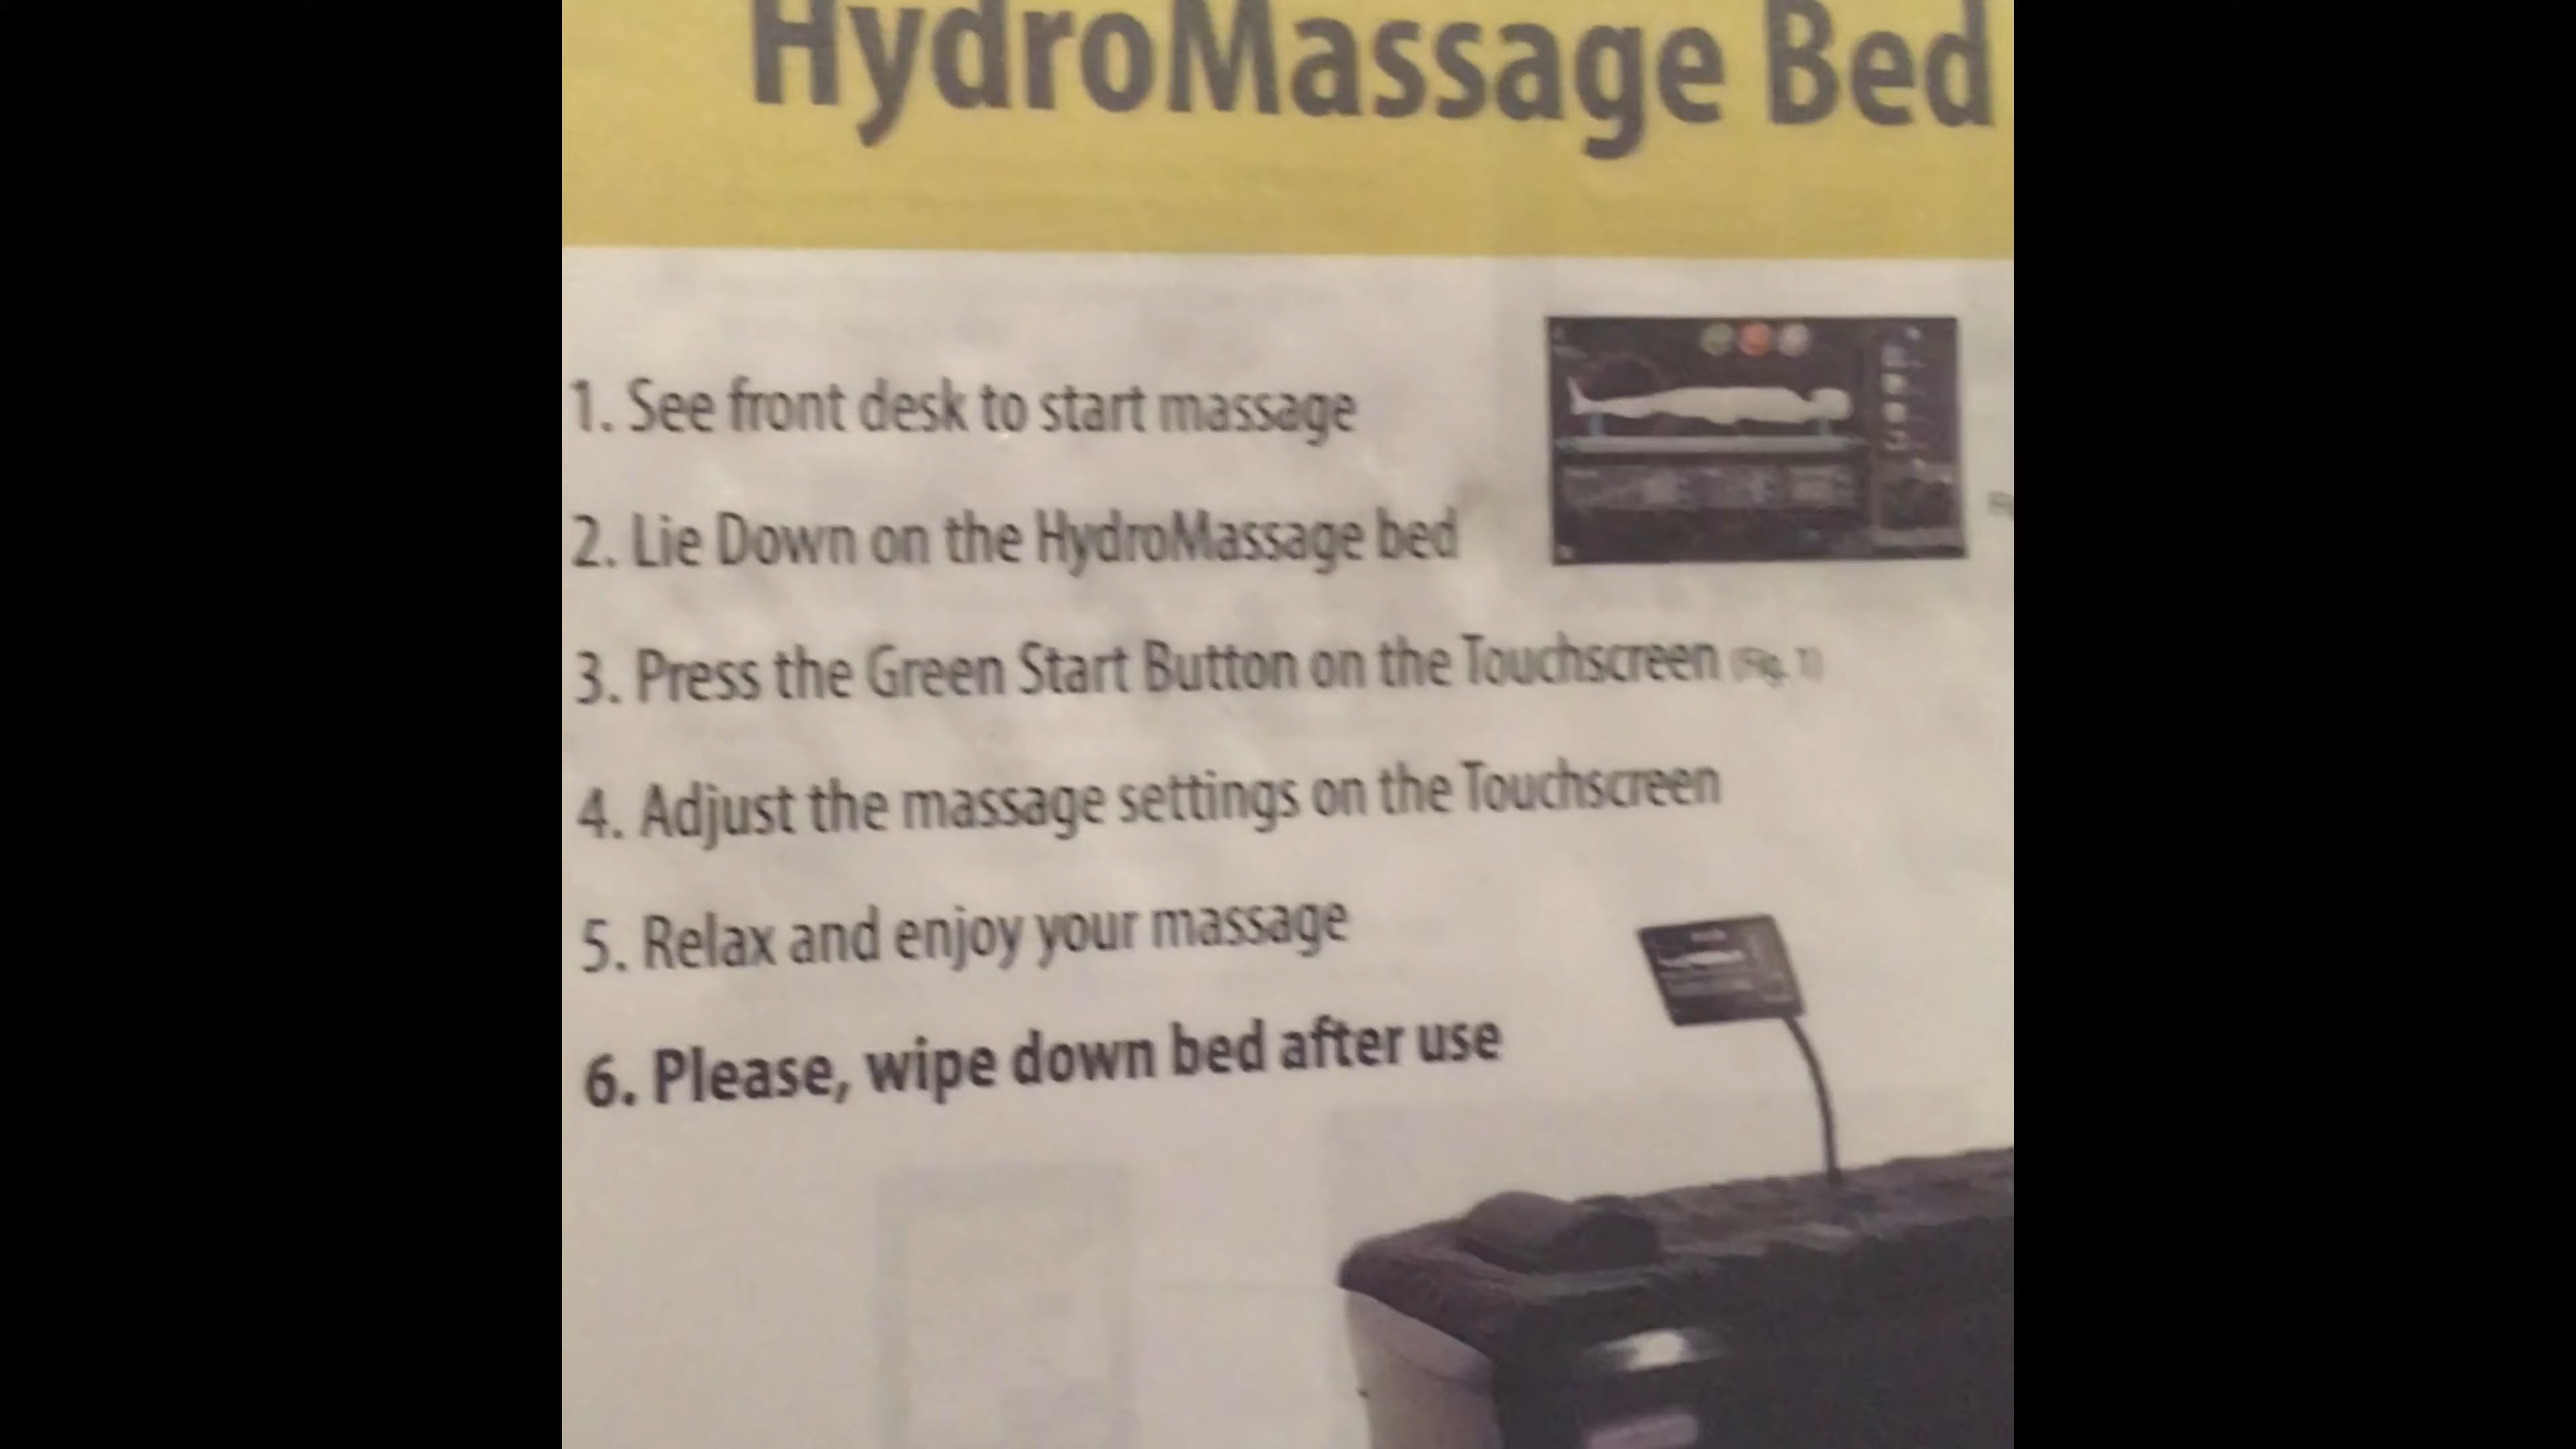 HydroMassage Bed
1. See front desk to start massage
2. Lie Down on the HydroMassage bed
3. Press the Green Start Button on the Touchscreen (Fig. 1)
4. Adjust the massage settings on the Touchscreen
5. Relax and enjoy your massage
6. Please, wipe down bed after use